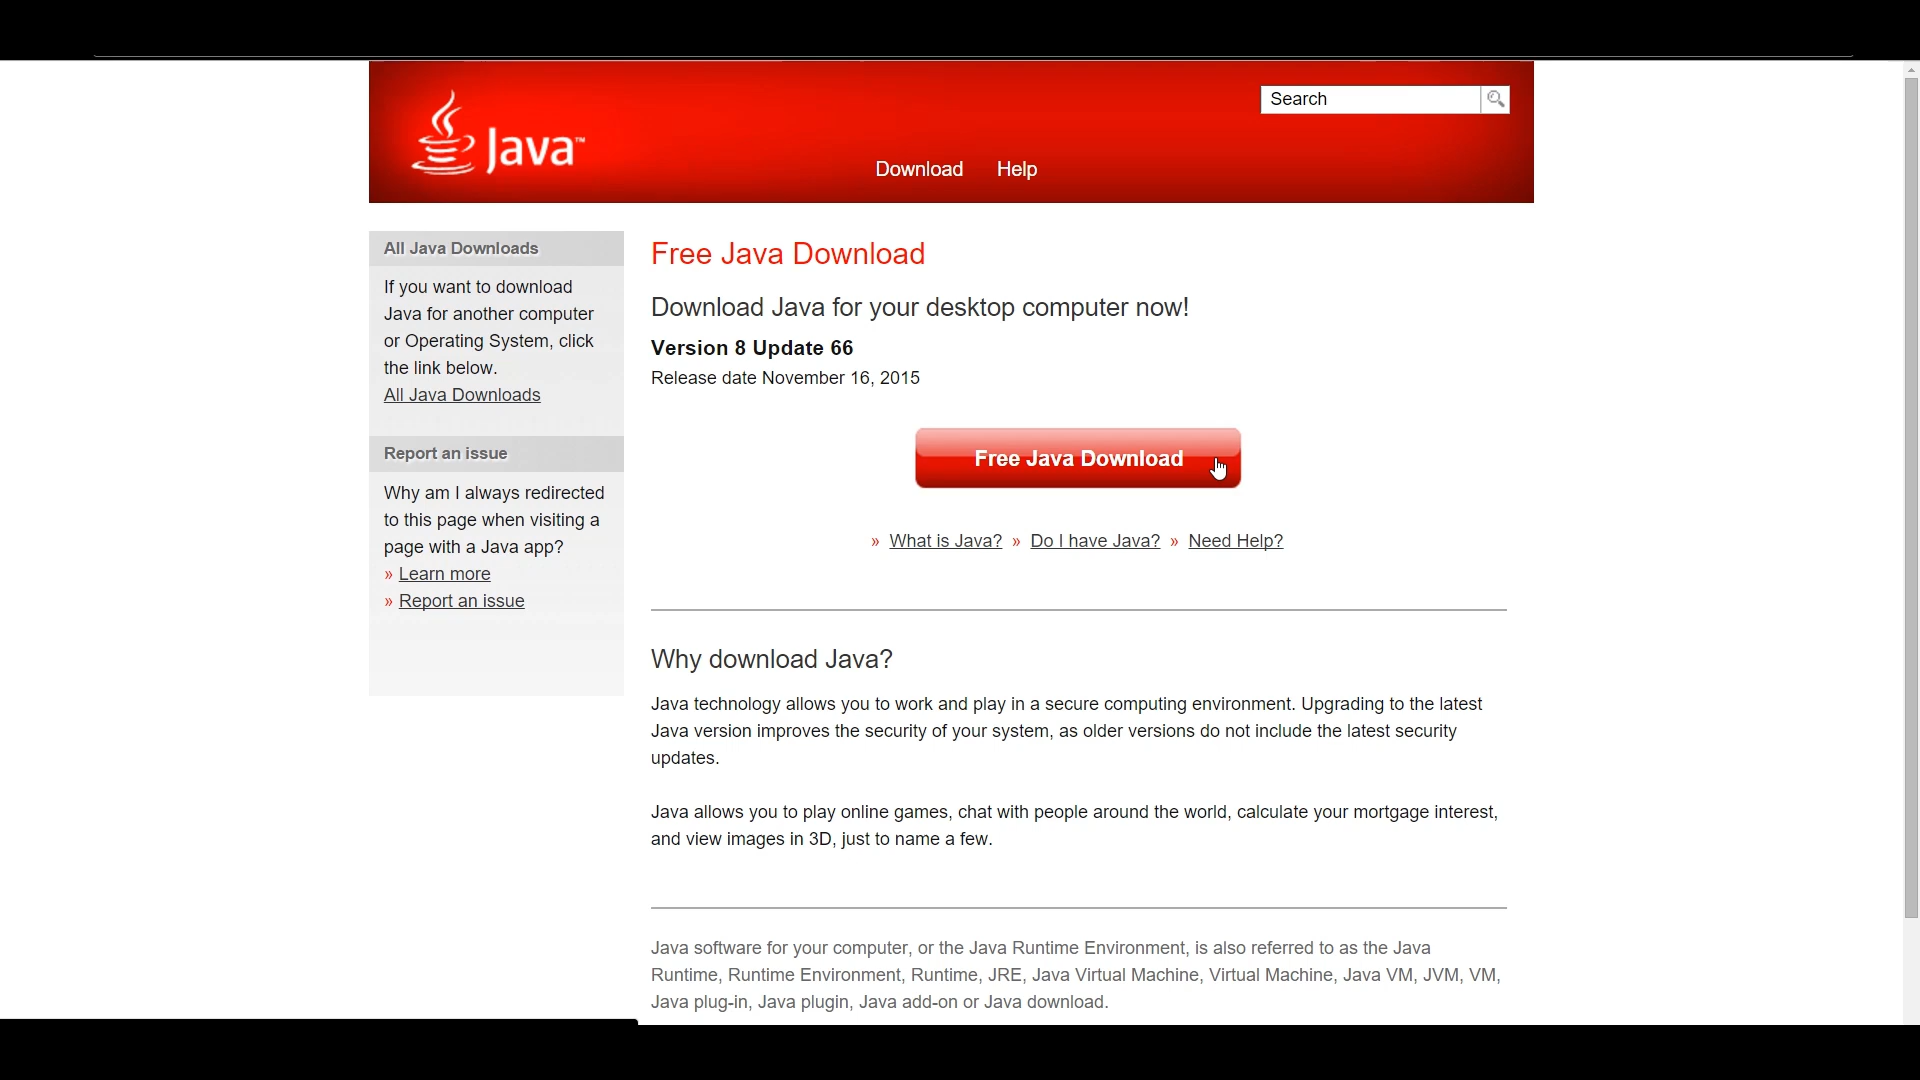 Java™
Search
Download Help
All Java Downloads
If you want to download
Java for another computer
or Operating System, click
the link below.
All Java Downloads
Report an issue
Why am I always redirected
to this page when visiting a
page with a Java app?
» Learn more
» Report an issue
Free Java Download
Download Java for your desktop computer now!
Version 8 Update 66
Release date November 16, 2015
Free Java Download
» What is Java? » Do I have Java? » Need Help?
Why download Java?
Java technology allows you to work and play in a secure computing environment. Upgrading to the latest
Java version improves the security of your system, as older versions do not include the latest security
updates.
Java allows you to play online games, chat with people around the world, calculate your mortgage interest,
and view images in 3D, just to name a few.
Java software for your computer, or the Java Runtime Environment, is also referred to as the Java
Runtime, Runtime Environment, Runtime, JRE, Java Virtual Machine, Virtual Machine, Java VM, JVM, VM,
Java plug-in, Java plugin, Java add-on or Java download.